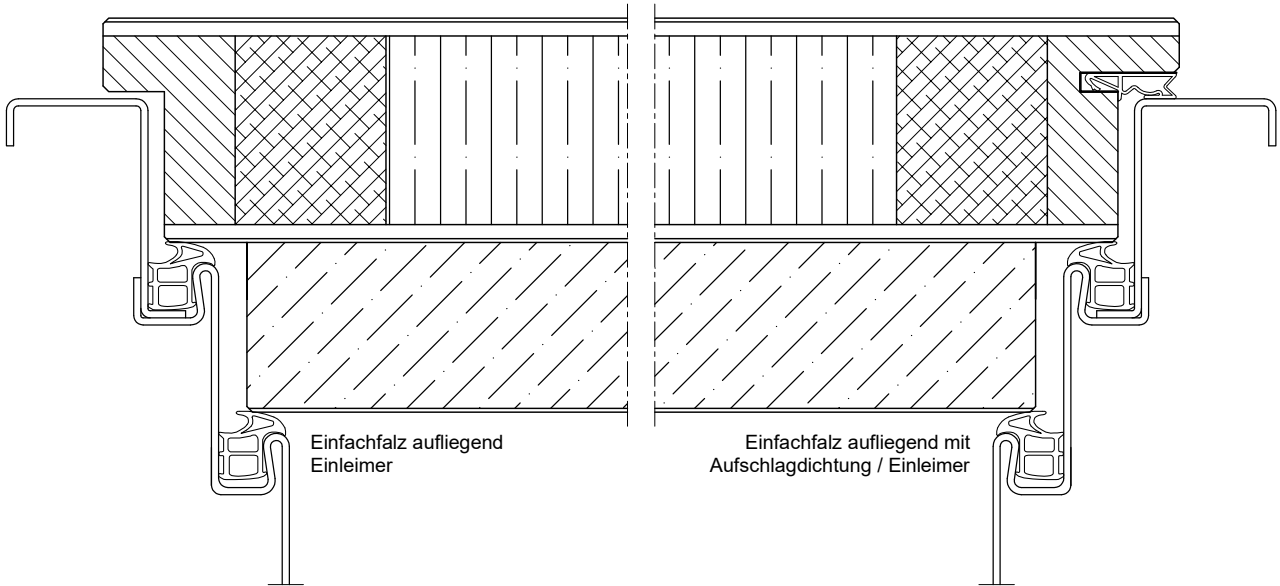 Einfachfalz aufliegend
Einleimer
Einfachfalz aufliegend mit
Aufschlagdichtung / Einleimer